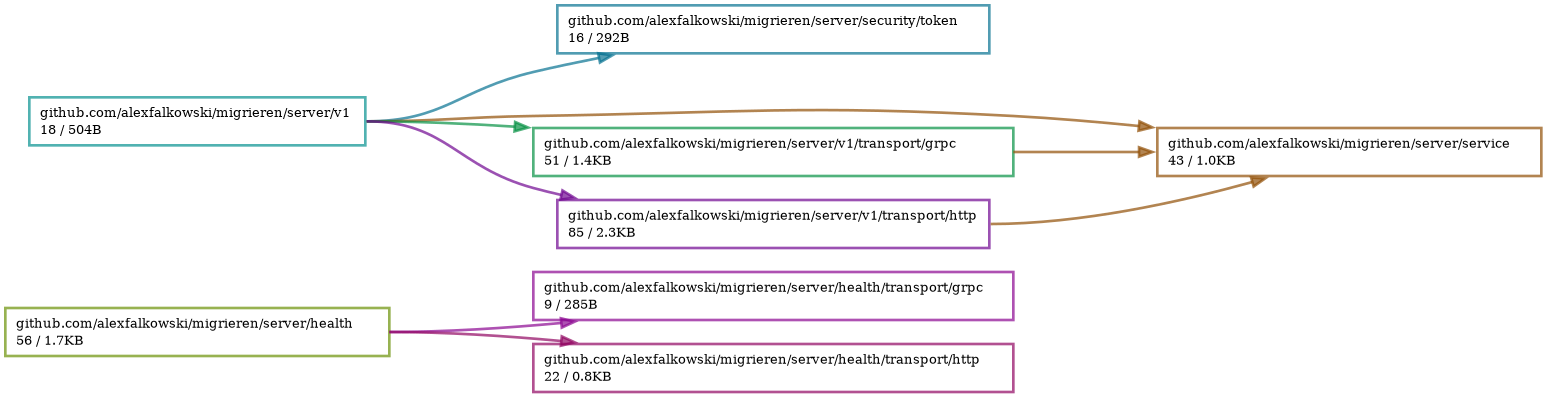 github.com/alexfalkowski/migrieren/server/security/token
16 / 292B
github.com/alexfalkowski/migrieren/server/v1
18 / 504B
github.com/alexfalkowski/migrieren/server/v1/transport/grpc
51 / 1.4KB
github.com/alexfalkowski/migrieren/server/service
43 / 1.0KB
github.com/alexfalkowski/migrieren/server/v1/transport/http
85 / 2.3KB
github.com/alexfalkowski/migrieren/server/health/transport/grpc
9 / 285B
github.com/alexfalkowski/migrieren/server/health
56 / 1.7KB
github.com/alexfalkowski/migrieren/server/health/transport/http
22 / 0.8KB